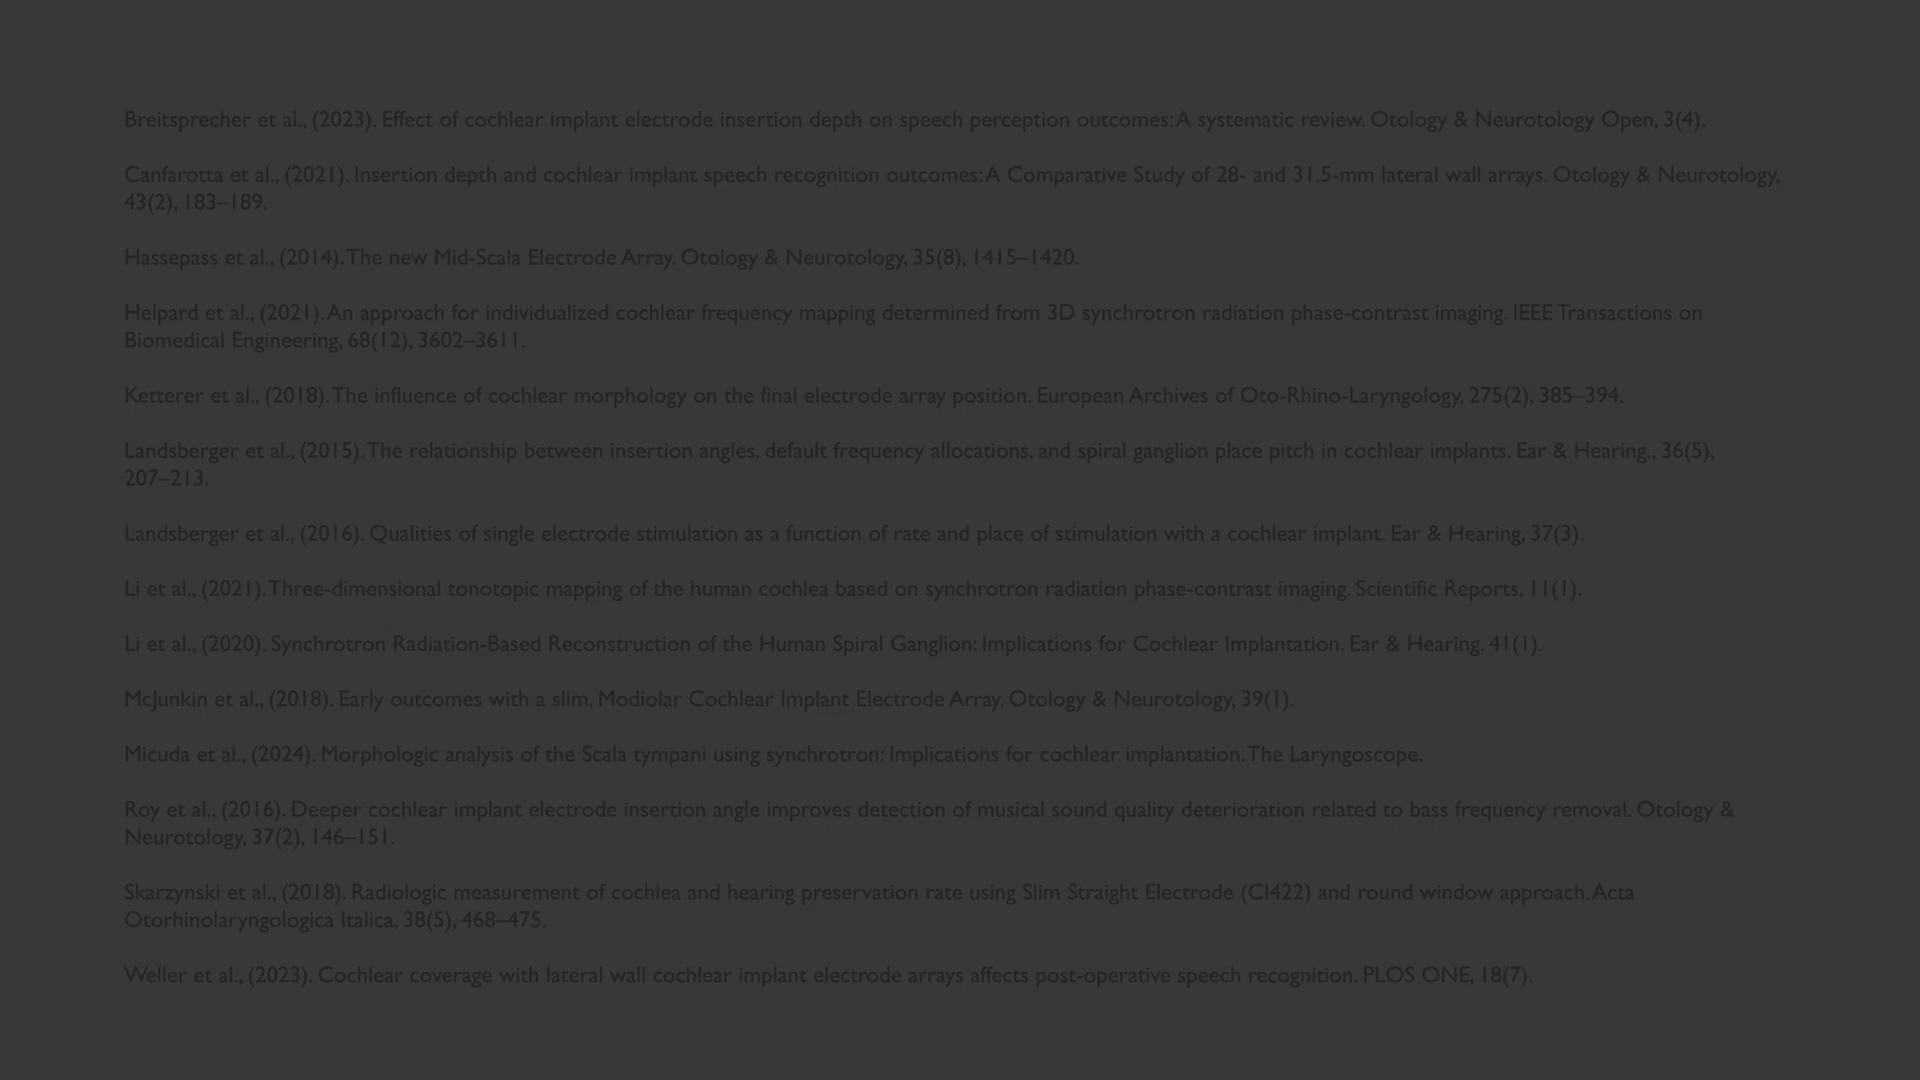 Breitsprecher et al., (2023). Effect of cochlear implant electrode insertion depth on speech perception outcomes: A systematic review. Otology & Neurotology Open, 3(4).
Canfarotta et al., (2021). Insertion depth and cochlear implant speech recognition outcomes: A Comparative Study of 28- and 31.5-mm lateral wall arrays. Otology & Neurotology,
43(2), 183–189.
Hassepass et al., (2014). The new Mid-Scala Electrode Array. Otology & Neurotology, 35(8), 1415–1420.
Helpard et al., (2021). An approach for individualized cochlear frequency mapping determined from 3D synchrotron radiation phase-contrast imaging. IEEE Transactions on
Biomedical Engineering, 68(12), 3602–3611.
Ketterer et al., (2018). The influence of cochlear morphology on the final electrode array position. European Archives of Oto-Rhino-Laryngology, 275(2), 385–394.
Landsberger et al., (2015). The relationship between insertion angles, default frequency allocations, and spiral ganglion place pitch in cochlear implants. Ear & Hearing., 36(5),
207–213.
Landsberger et al., (2016). Qualities of single electrode stimulation as a function of rate and place of stimulation with a cochlear implant. Ear & Hearing, 37(3).
Li et al., (2021). Three-dimensional tonotopic mapping of the human cochlea based on synchrotron radiation phase-contrast imaging. Scientific Reports, 11(1).
Li et al., (2020). Synchrotron Radiation-Based Reconstruction of the Human Spiral Ganglion: Implications for Cochlear Implantation. Ear & Hearing. 41(1).
McJunkin et al., (2018). Early outcomes with a slim, Modiolar Cochlear Implant Electrode Array. Otology & Neurotology, 39(1).
Micuda et al., (2024). Morphologic analysis of the Scala tympani using synchrotron: Implications for cochlear implantation. The Laryngoscope.
Roy et al., (2016). Deeper cochlear implant electrode insertion angle improves detection of musical sound quality deterioration related to bass frequency removal. Otology &
Neurotology, 37(2), 146–151.
Skarzynski et al., (2018). Radiologic measurement of cochlea and hearing preservation rate using Slim Straight Electrode (CI422) and round window approach. Acta
Otorhinolaryngologica Italica, 38(5), 468–475.
Weller et al., (2023). Cochlear coverage with lateral wall cochlear implant electrode arrays affects post-operative speech recognition. PLOS ONE, 18(7).